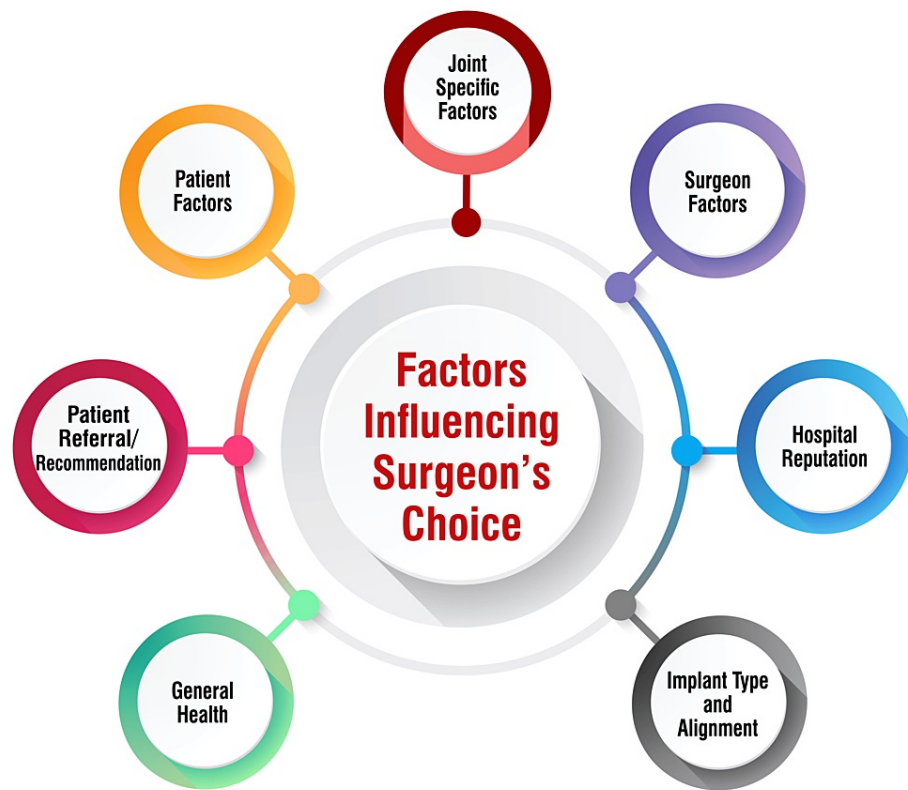 Joint
Specific
Factors
Patient
Factors
Surgeon
Factors
Factors
Influencing
Surgeon's
Choice
Patient
Referral/
Recommendation
Hospital
Reputation
General
Health
Implant Type
and
Alignment